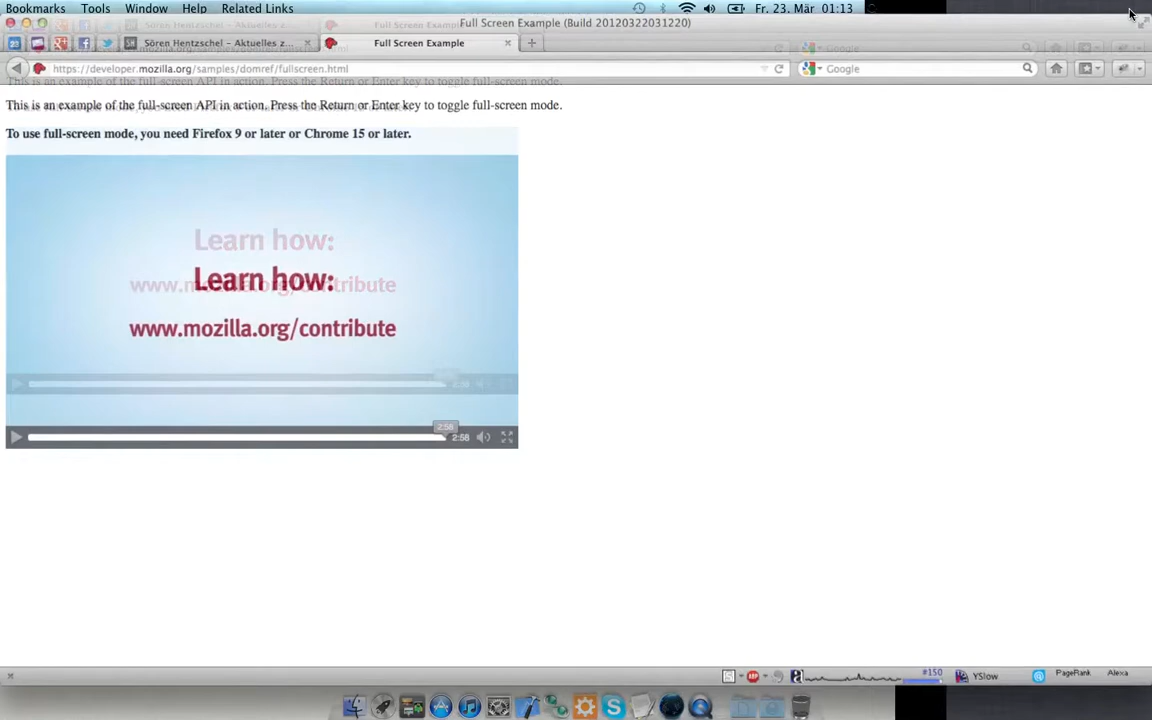 Bookmarks Tools Window Help Related Links Fr. 23. Mär 01:13
Full Screen Example (Build 20120322031220)
Sören Hentzschel - Aktuelles z... Full Screen Example
https://developer.mozilla.org/samples/domref/fullscreen.html Google
This is an example of the full-screen API in action. Press the Return or Enter key to toggle full-screen mode.
To use full-screen mode, you need Firefox 9 or later or Chrome 15 or later.
Learn how:
www.mozilla.org/contribute
2:58
2:58
#150 YSlow PageRank Alexa